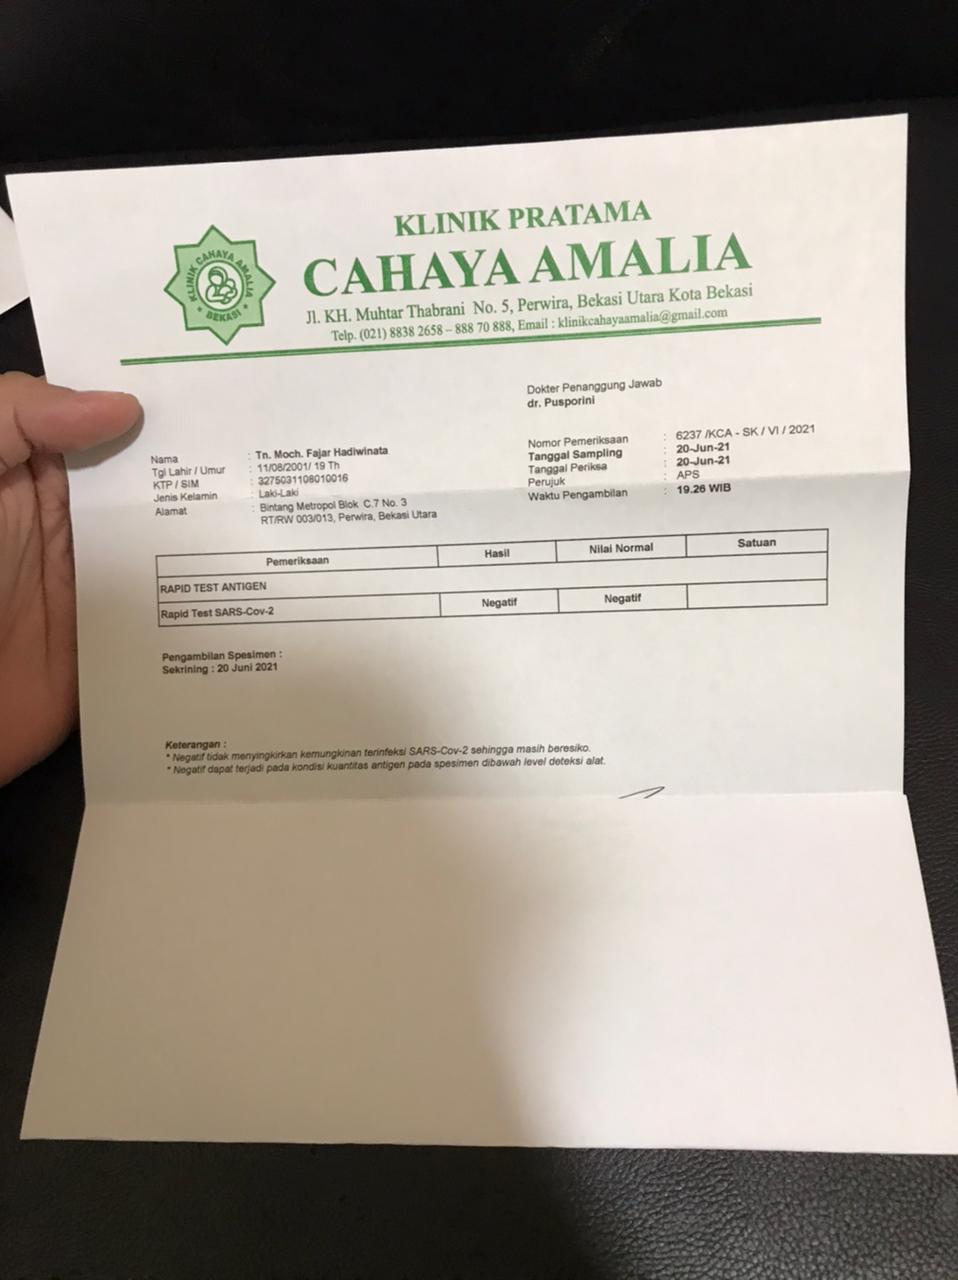 KLINIK PRATAMA
CAHAYA AMALIA
Jl. KH. Muhtar Thabrani No. 5, Perwira, Bekasi Utara Kota Bekasi
Telp. (021) 8838 2658 – 888 70 888, Email : klinikcahayaamalia@gmail.com
KLINIK CAHAYA AMALIA
BEKASI
Dokter Penanggung Jawab
dr. Pusporini
Nama : Tn. Moch. Fajar Hadiwinata
Tgl Lahir / Umur : 11/08/2001/ 19 Th
KTP / SIM : 3275031108010016
Jenis Kelamin : Laki-Laki
Alamat : Bintang Metropol Blok C.7 No. 3
RT/RW 003/013, Perwira, Bekasi Utara
Nomor Pemeriksaan : 6237 /KCA - SK / VI / 2021
Tanggal Sampling : 20-Jun-21
Tanggal Periksa : 20-Jun-21
Perujuk : APS
Waktu Pengambilan : 19.26 WIB
Pemeriksaan Hasil Nilai Normal Satuan
RAPID TEST ANTIGEN
Rapid Test SARS-Cov-2 Negatif Negatif
Pengambilan Spesimen :
Sekrining : 20 Juni 2021
Keterangan :
* Negatif tidak menyingkirkan kemungkinan terinfeksi SARS-Cov-2 sehingga masih beresiko.
* Negatif dapat terjadi pada kondisi kuantitas antigen pada spesimen dibawah level deteksi alat.